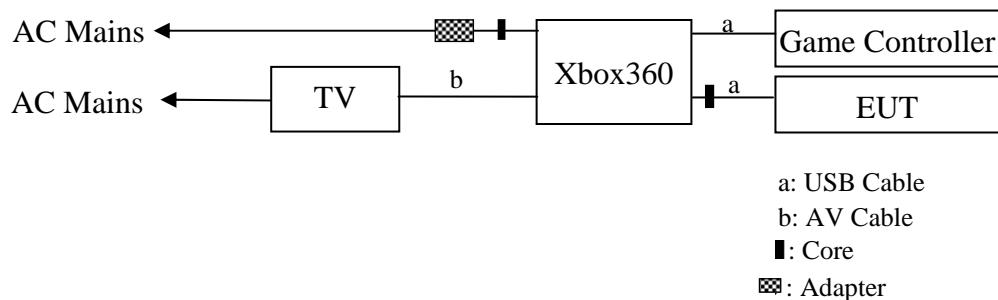 AC Mains
a
Game Controller
Xbox360
AC Mains
TV
b
a
EUT
a: USB Cable
b: AV Cable
: Core
: Adapter